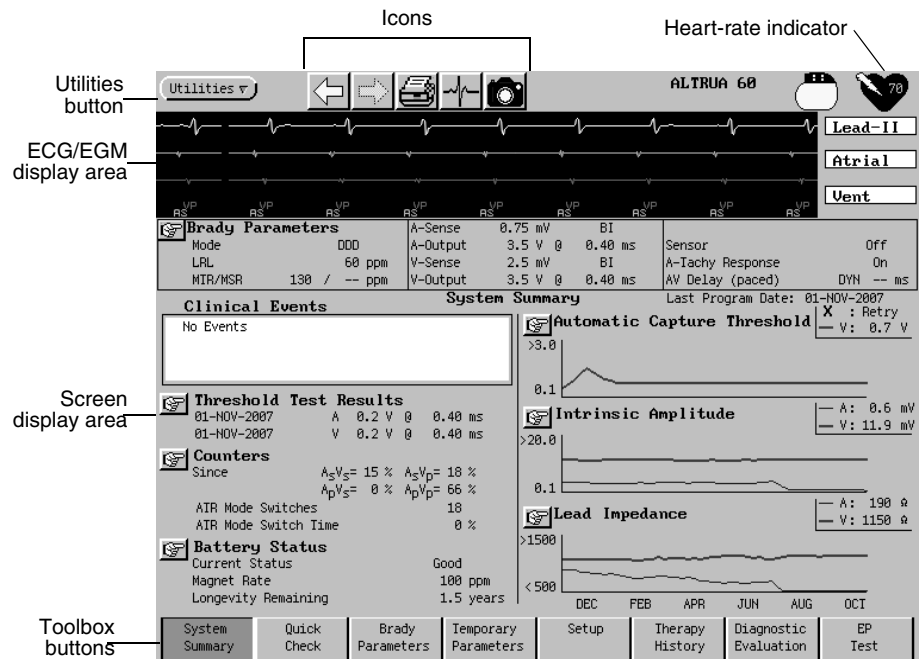 Icons
Heart-rate indicator
Utilities button
Utilities ▿
ALTRUA 60
70
ECG/EGM display area
Lead-II
Atrial
Vent
AS VP AS VP AS VP AS VP AS VP AS VP AS VP AS VP AS VP
Brady Parameters
Mode DDD
LRL 60 ppm
MTR/MSR 130 / -- ppm
A-Sense 0.75 mV BI
A-Output 3.5 V @ 0.40 ms
V-Sense 2.5 mV BI
V-Output 3.5 V @ 0.40 ms
Sensor Off
A-Tachy Response On
AV Delay (paced) DYN -- ms
System Summary
Last Program Date: 01-NOV-2007
Clinical Events
No Events
Screen display area
Threshold Test Results
01-NOV-2007 A 0.2 V @ 0.40 ms
01-NOV-2007 V 0.2 V @ 0.40 ms
Counters
Since AsVs= 15 % AsVp= 18 %
ApVs= 0 % ApVp= 66 %
AIR Mode Switches 18
AIR Mode Switch Time 0 %
Battery Status
Current Status Good
Magnet Rate 100 ppm
Longevity Remaining 1.5 years
Automatic Capture Threshold
X : Retry
— V: 0.7 V
>3.0
0.1
Intrinsic Amplitude
— A: 0.6 mV
— V: 11.9 mV
>20.0
0.1
Lead Impedance
— A: 190 Ω
— V: 1150 Ω
>1500
<500
DEC FEB APR JUN AUG OCT
Toolbox buttons
System Summary
Quick Check
Brady Parameters
Temporary Parameters
Setup
Therapy History
Diagnostic Evaluation
EP Test